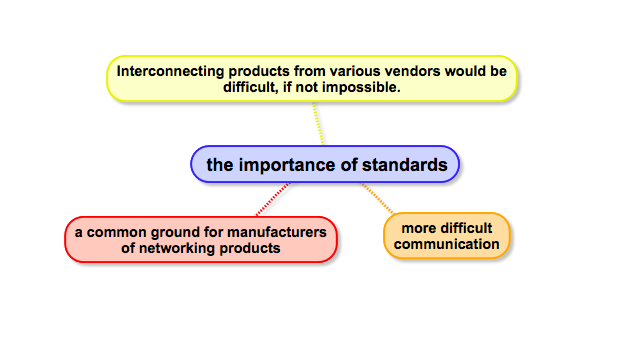 Interconnecting products from various vendors would be
difficult, if not impossible.
the importance of standards
a common ground for manufacturers
of networking products
more difficult
communication